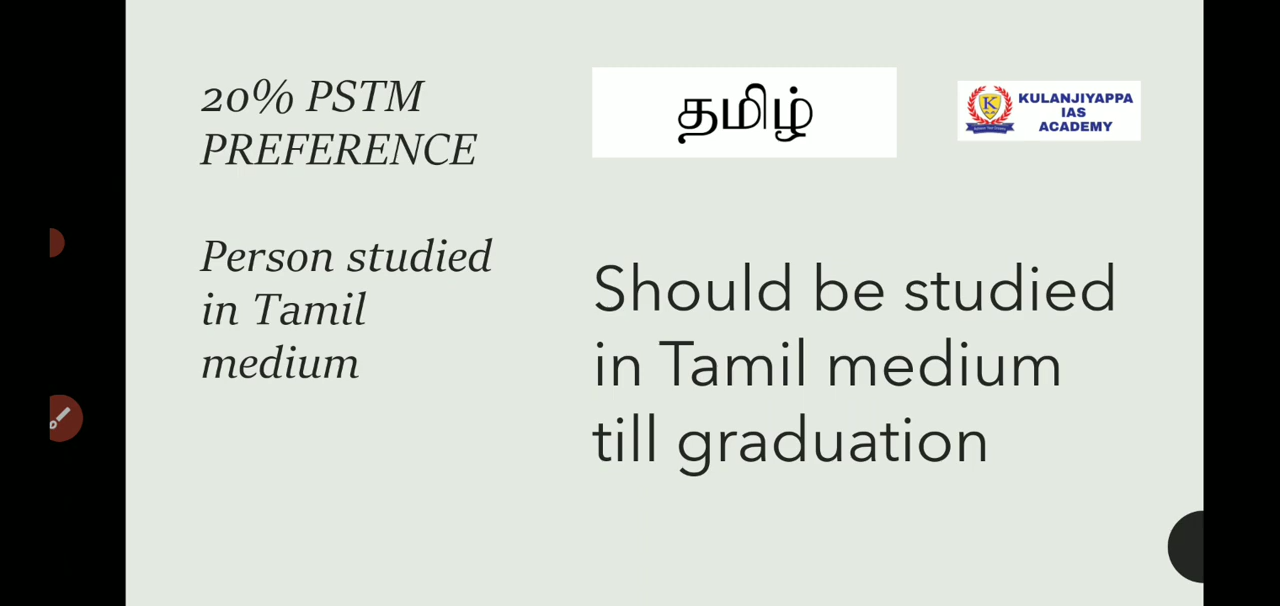 20% PSTM
PREFERENCE
Person studied
in Tamil
medium
தமிழ்
KULANJIYAPPA
IAS
ACADEMY
Should be studied
in Tamil medium
till graduation